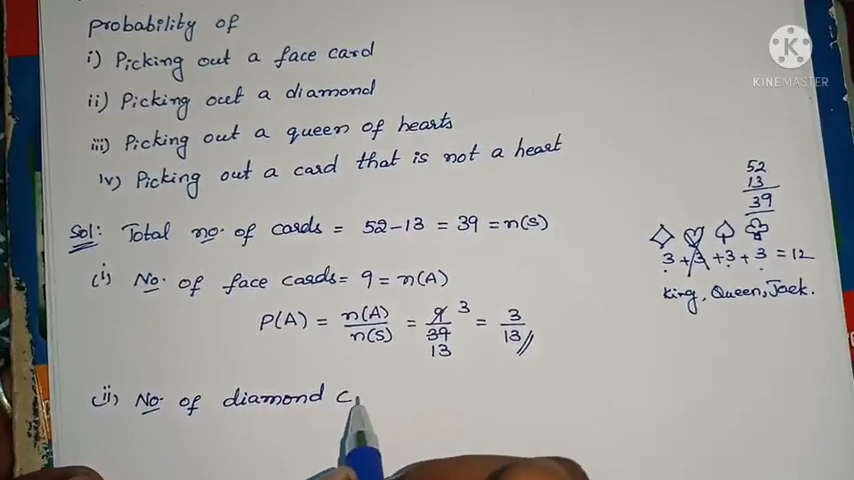 Probability of
i) Picking out a face card
ii) Picking out a diamond
iii) Picking out a queen of hearts
iv) Picking out a card that is not a heart
Sol: Total no. of cards = 52-13 = 39 = n(S)
(i) No. of face cards = 9 = n(A)
P(A) = n(A)/n(S) = 9/39 3 13 = 3/13 //
(ii) No. of diamond c
K
KINEMASTER
52
13
39
♢ ♡ ♤ ♧
3 + 3 + 3 + 3 = 12
King, Queen, Jack.